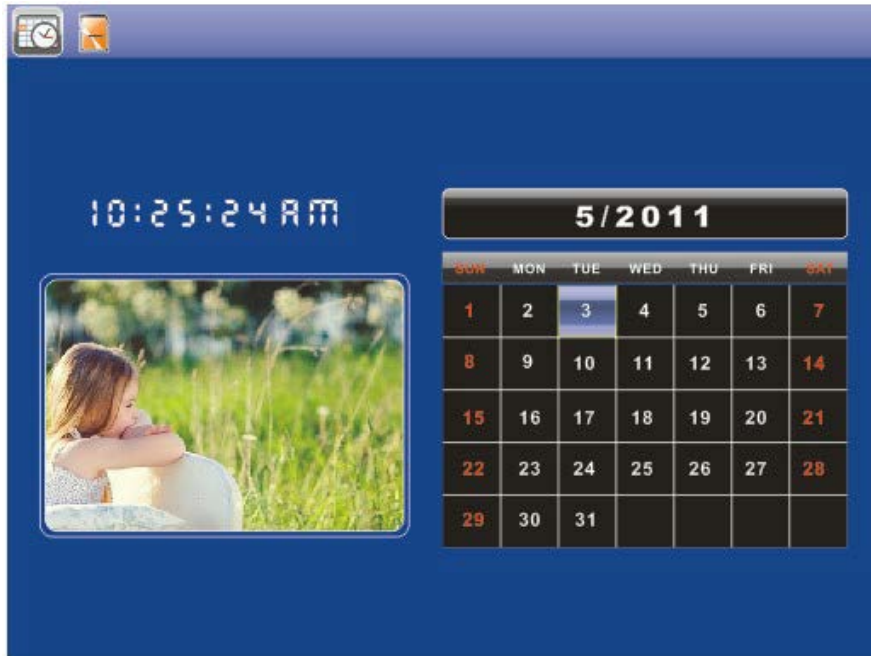 10:25:24 AM
5/2011
SUN MON TUE WED THU FRI SAT
1 2 3 4 5 6 7
8 9 10 11 12 13 14
15 16 17 18 19 20 21
22 23 24 25 26 27 28
29 30 31